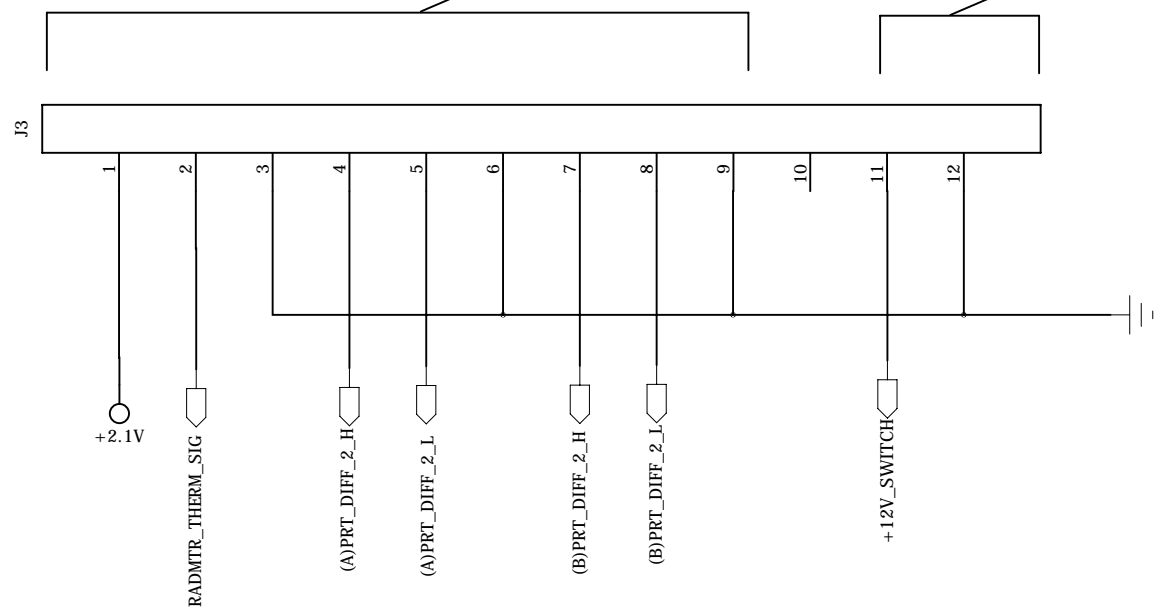 J3
1
2
3
4
5
6
7
8
9
10
11
12
+2.1V
RADMTR_THERM_SIG
(A)PRT_DIFF_2_H
(A)PRT_DIFF_2_L
(B)PRT_DIFF_2_H
(B)PRT_DIFF_2_L
+12V_SWITCH